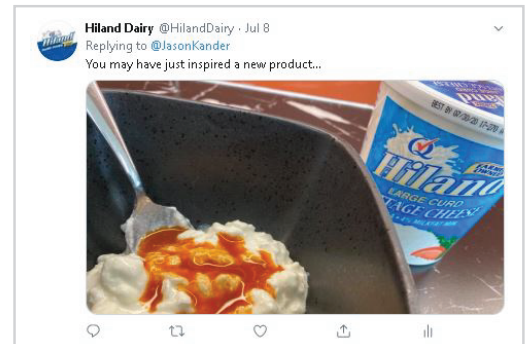 Hiland Dairy @HilandDairy · Jul 8
Replying to @JasonKander
You may have just inspired a new product...
Hiland
LARGE CURD